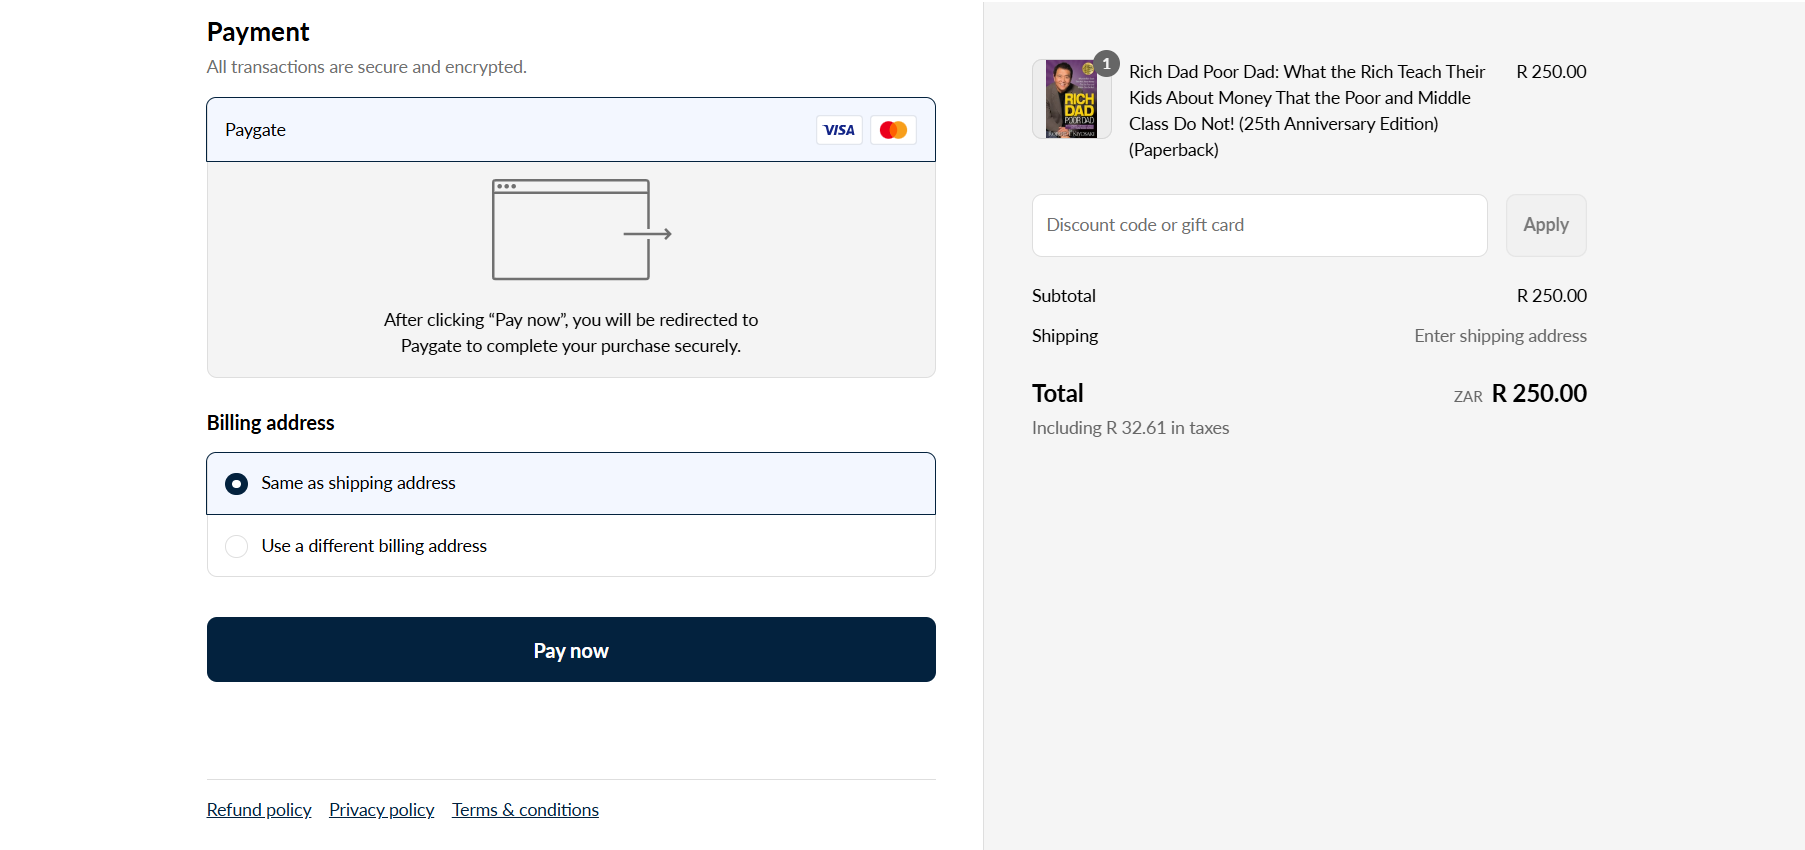 Payment
All transactions are secure and encrypted.
Paygate
VISA
After clicking “Pay now”, you will be redirected to
Paygate to complete your purchase securely.
Billing address
Same as shipping address
Use a different billing address
Pay now
Refund policy Privacy policy Terms & conditions
1
RICH
DAD
POOR DAD
Rich Dad Poor Dad: What the Rich Teach Their R 250.00
Kids About Money That the Poor and Middle
Class Do Not! (25th Anniversary Edition)
(Paperback)
Discount code or gift card Apply
Subtotal R 250.00
Shipping Enter shipping address
Total ZAR R 250.00
Including R 32.61 in taxes